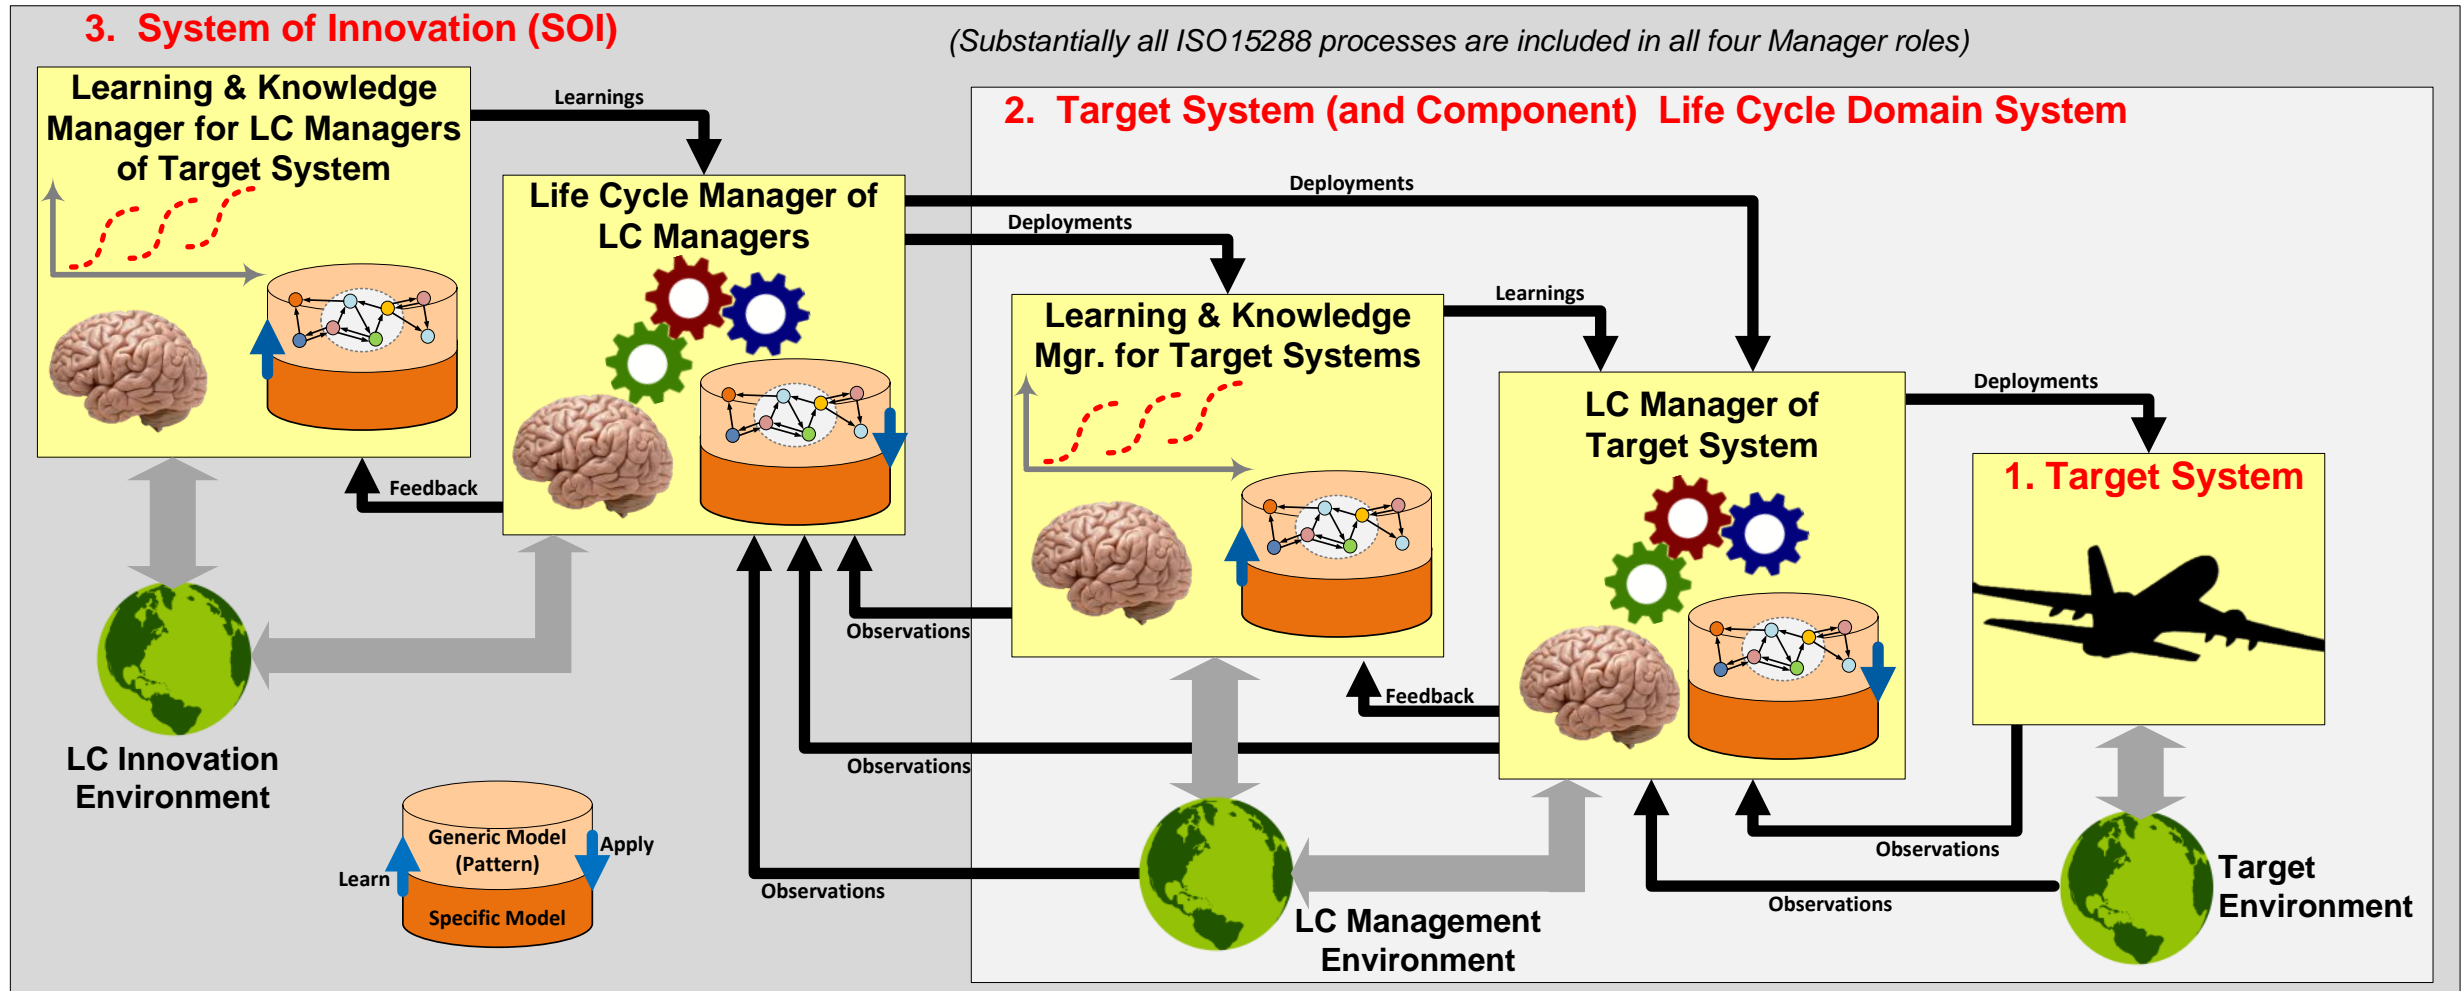 3. System of Innovation (SOI)
(Substantially all ISO15288 processes are included in all four Manager roles)
Learning & Knowledge
Manager for LC Managers
of Target System
Learnings
2. Target System (and Component) Life Cycle Domain System
Life Cycle Manager of
LC Managers
Deployments
Deployments
Learning & Knowledge
Mgr. for Target Systems
Learnings
LC Manager of
Target System
Deployments
1. Target System
Feedback
Observations
Feedback
Observations
Observations
Observations
Observations
LC Innovation
Environment
Generic Model
(Pattern)
Learn
Apply
Specific Model
LC Management
Environment
Target
Environment